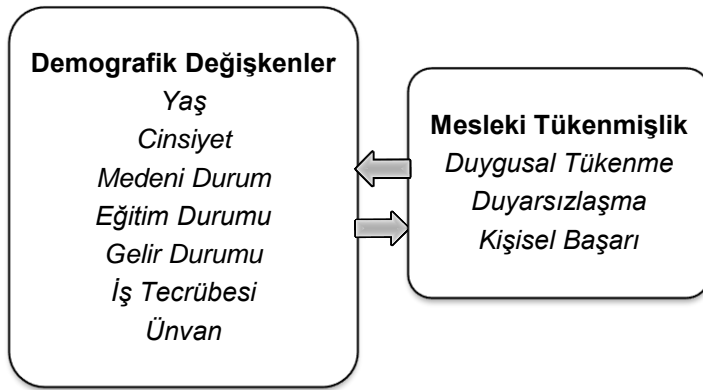 Demografik Değişkenler
Yaş
Cinsiyet
Medeni Durum
Eğitim Durumu
Gelir Durumu
İş Tecrübesi
Ünvan
Mesleki Tükenmişlik
Duygusal Tükenme
Duyarsızlaşma
Kişisel Başarı